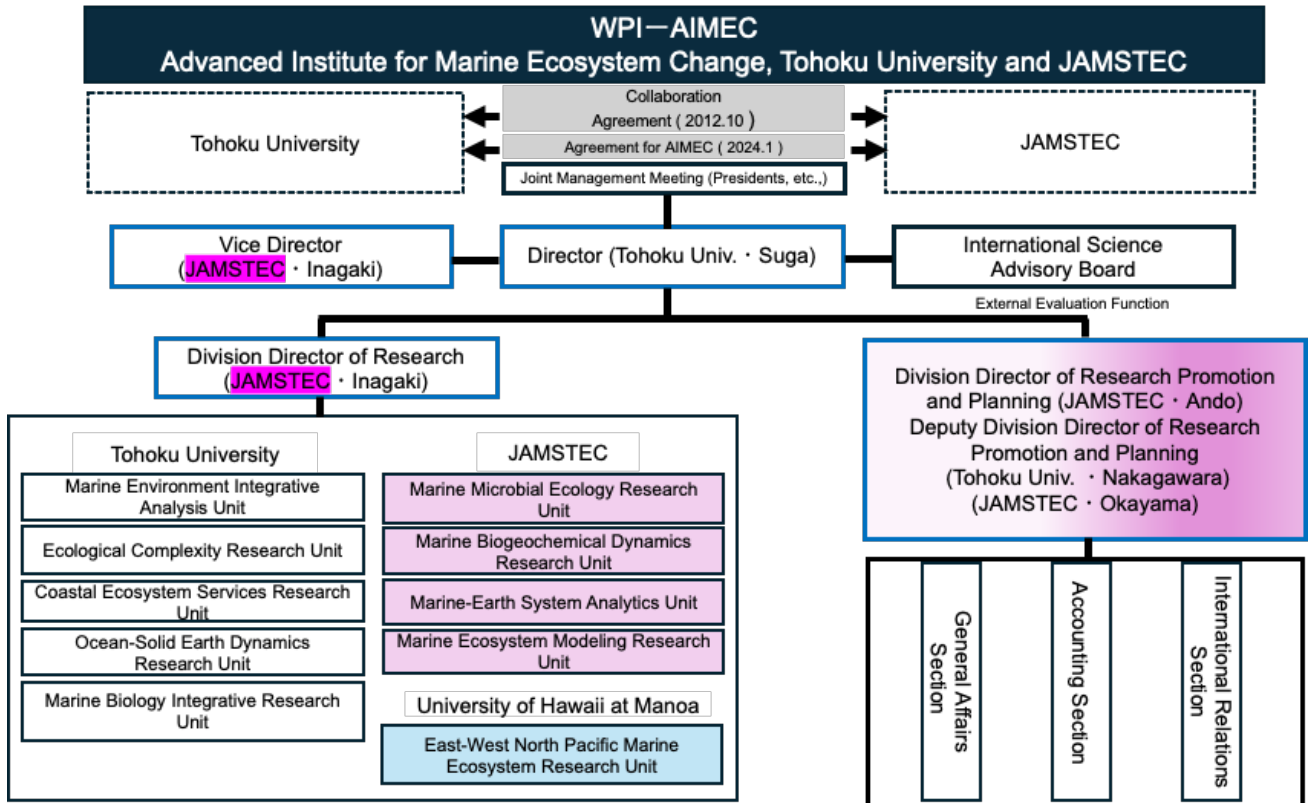 WPI－AIMEC
Advanced Institute for Marine Ecosystem Change, Tohoku University and JAMSTEC
Tohoku University
Collaboration
Agreement ( 2012.10 )
Agreement for AIMEC ( 2024.1 )
Joint Management Meeting (Presidents, etc.,)
JAMSTEC
Vice Director
(JAMSTEC・Inagaki)
Director (Tohoku Univ.・Suga)
International Science
Advisory Board
External Evaluation Function
Division Director of Research
(JAMSTEC・Inagaki)
Division Director of Research Promotion
and Planning (JAMSTEC・Ando)
Deputy Division Director of Research
Promotion and Planning
(Tohoku Univ. ・Nakagawara)
(JAMSTEC・Okayama)
Tohoku University
Marine Environment Integrative
Analysis Unit
Ecological Complexity Research Unit
Coastal Ecosystem Services Research
Unit
Ocean-Solid Earth Dynamics
Research Unit
Marine Biology Integrative Research
Unit
JAMSTEC
Marine Microbial Ecology Research
Unit
Marine Biogeochemical Dynamics
Research Unit
Marine-Earth System Analytics Unit
Marine Ecosystem Modeling Research
Unit
University of Hawaii at Manoa
East-West North Pacific Marine
Ecosystem Research Unit
General Affairs
Section
Accounting Section
International Relations
Section